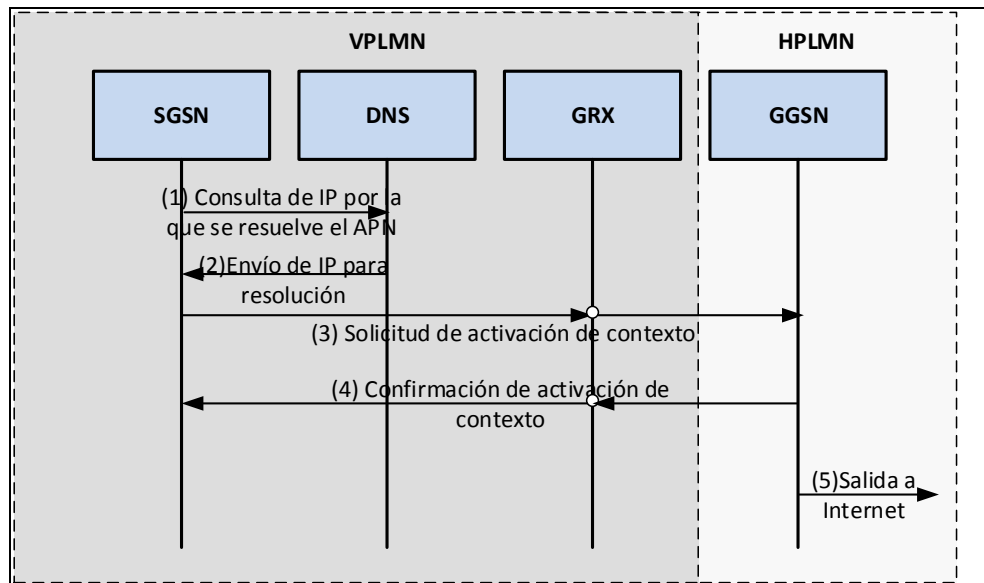 VPLMN
HPLMN
SGSN
DNS
GRX
GGSN
(1) Consulta de IP por la
que se resuelve el APN
(2)Envío de IP para
resolución
(3) Solicitud de activación de contexto
(4) Confirmación de activación de
contexto
(5)Salida a
Internet